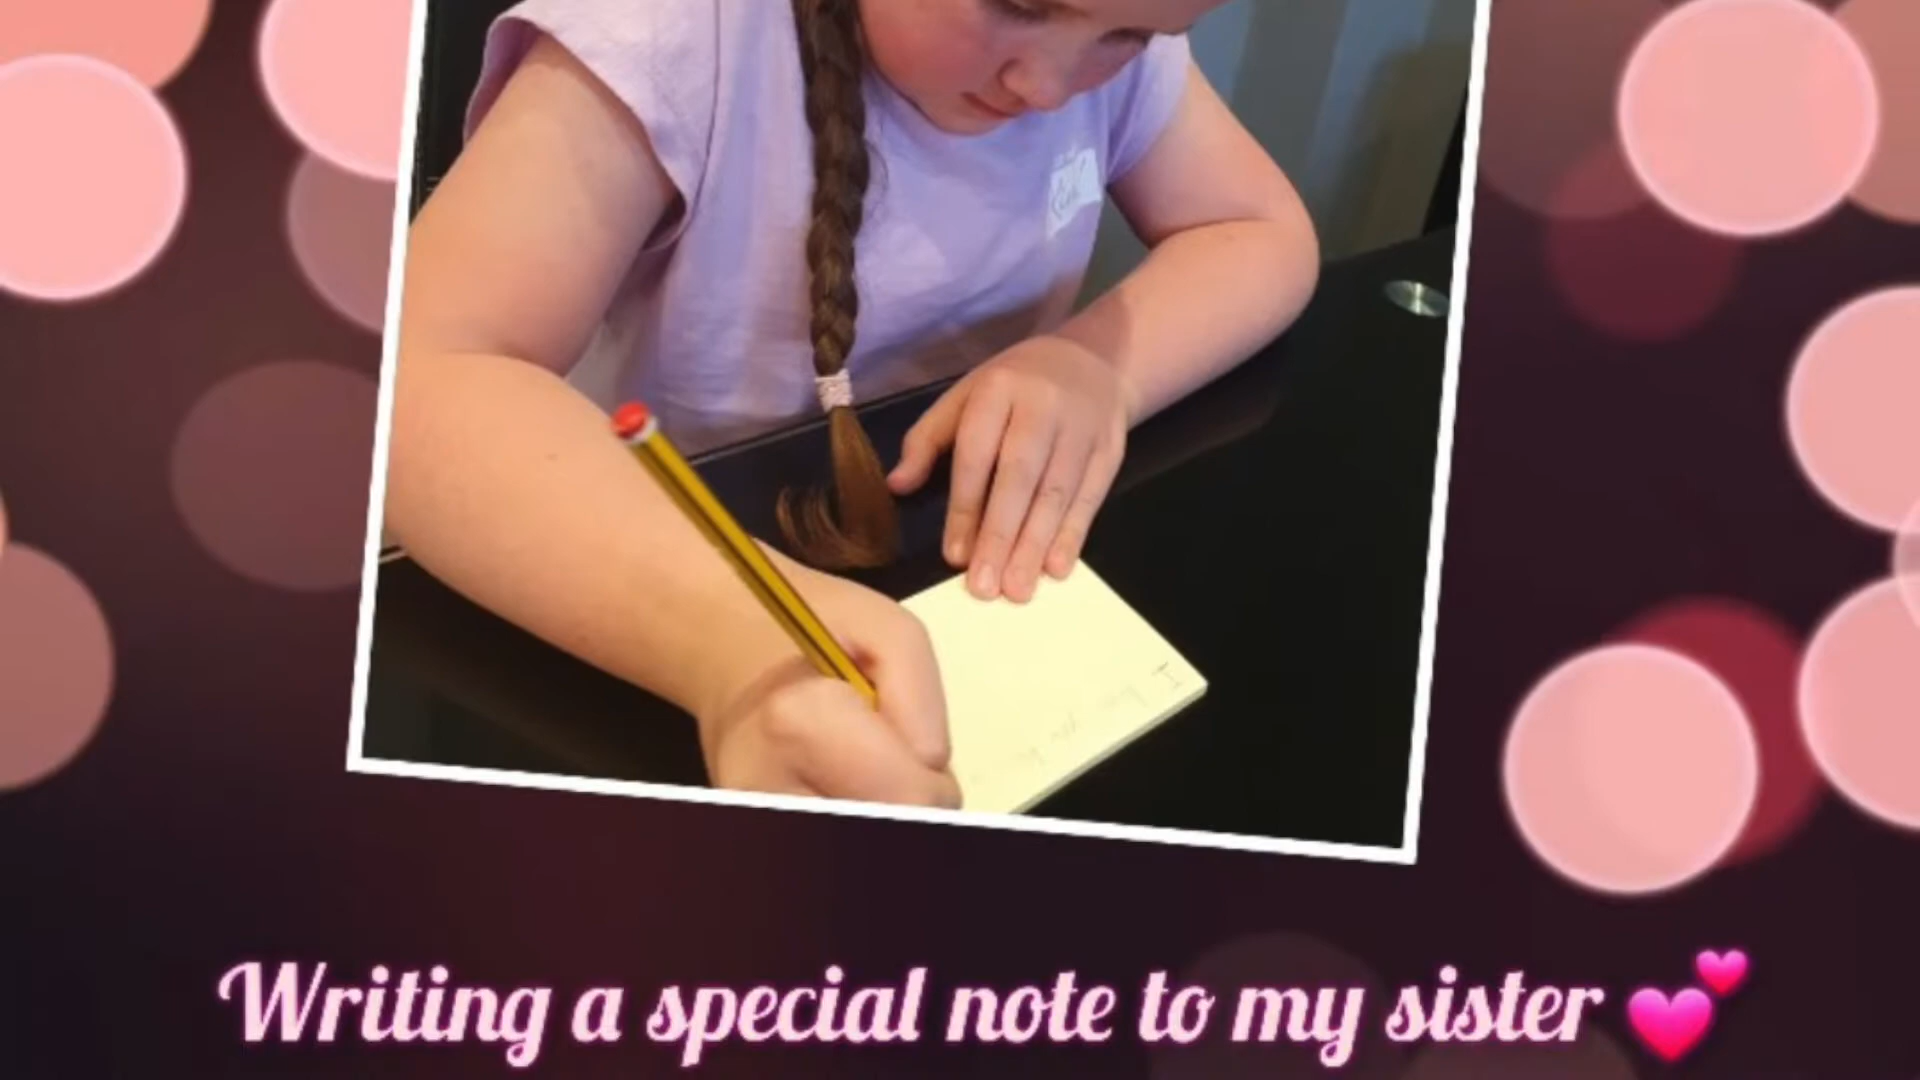 Writing a special note to my sister 💕